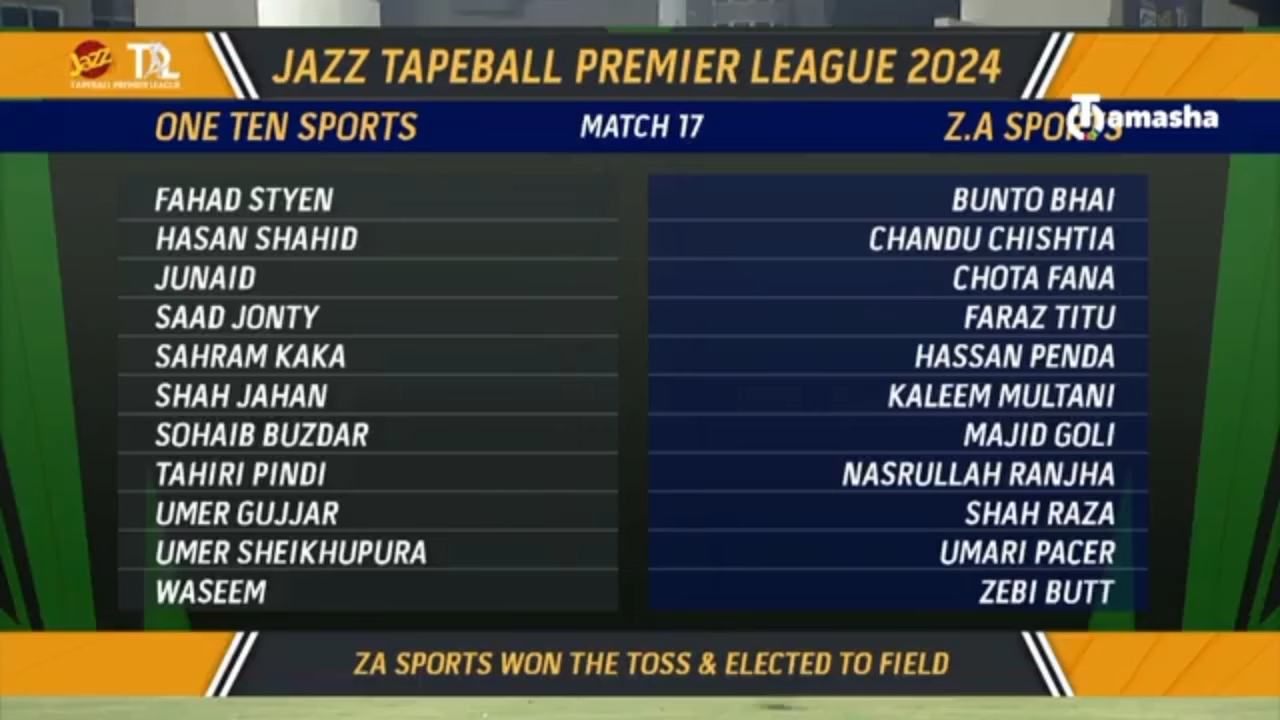 Jazz TPL JAZZ TAPEBALL PREMIER LEAGUE 2024
TAPEBALL PREMIER LEAGUE
ONE TEN SPORTS MATCH 17 Z.A SPORTS
Tamasha
FAHAD STYEN BUNTO BHAI
HASAN SHAHID CHANDU CHISHTIA
JUNAID CHOTA FANA
SAAD JONTY FARAZ TITU
SAHRAM KAKA HASSAN PENDA
SHAH JAHAN KALEEM MULTANI
SOHAIB BUZDAR MAJID GOLI
TAHIRI PINDI NASRULLAH RANJHA
UMER GUJJAR SHAH RAZA
UMER SHEIKHUPURA UMARI PACER
WASEEM ZEBI BUTT
ZA SPORTS WON THE TOSS & ELECTED TO FIELD